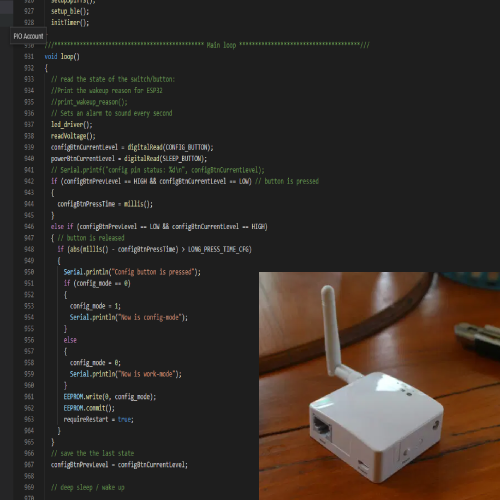 926 setupSpiffs();
927 setup_ble();
928 initTimer();
PIO Account
930 ///*********************************************** Main loop **************************************///
931 void loop()
932 {
933 // read the state of the switch/button:
934 //Print the wakeup reason for ESP32
935 //print_wakeup_reason();
936 // Sets an alarm to sound every second
937 led_driver();
938 readVoltage();
939 configBtnCurrentLevel = digitalRead(CONFIG_BUTTON);
940 powerBtnCurrentLevel = digitalRead(SLEEP_BUTTON);
941 // Serial.printf("config pin status: %d\n", configBtnCurrentLevel);
942 if (configBtnPrevLevel == HIGH && configBtnCurrentLevel == LOW) // button is pressed
943 {
944 configBtnPressTime = millis();
945 }
946 else if (configBtnPrevLevel == LOW && configBtnCurrentLevel == HIGH)
947 { // button is released
948 if (abs(millis() - configBtnPressTime) > LONG_PRESS_TIME_CFG)
949 {
950 Serial.println("Config button is pressed");
951 if (config_mode == 0)
952 {
953 config_mode = 1;
954 Serial.println("Now is config-mode");
955 }
956 else
957 {
958 config_mode = 0;
959 Serial.println("Now is work-mode");
960 }
961 EEPROM.write(0, config_mode);
962 EEPROM.commit();
963 requireRestart = true;
964 }
965 }
966 // save the the last state
967 configBtnPrevLevel = configBtnCurrentLevel;
968
969 // deep sleep / wake up
970